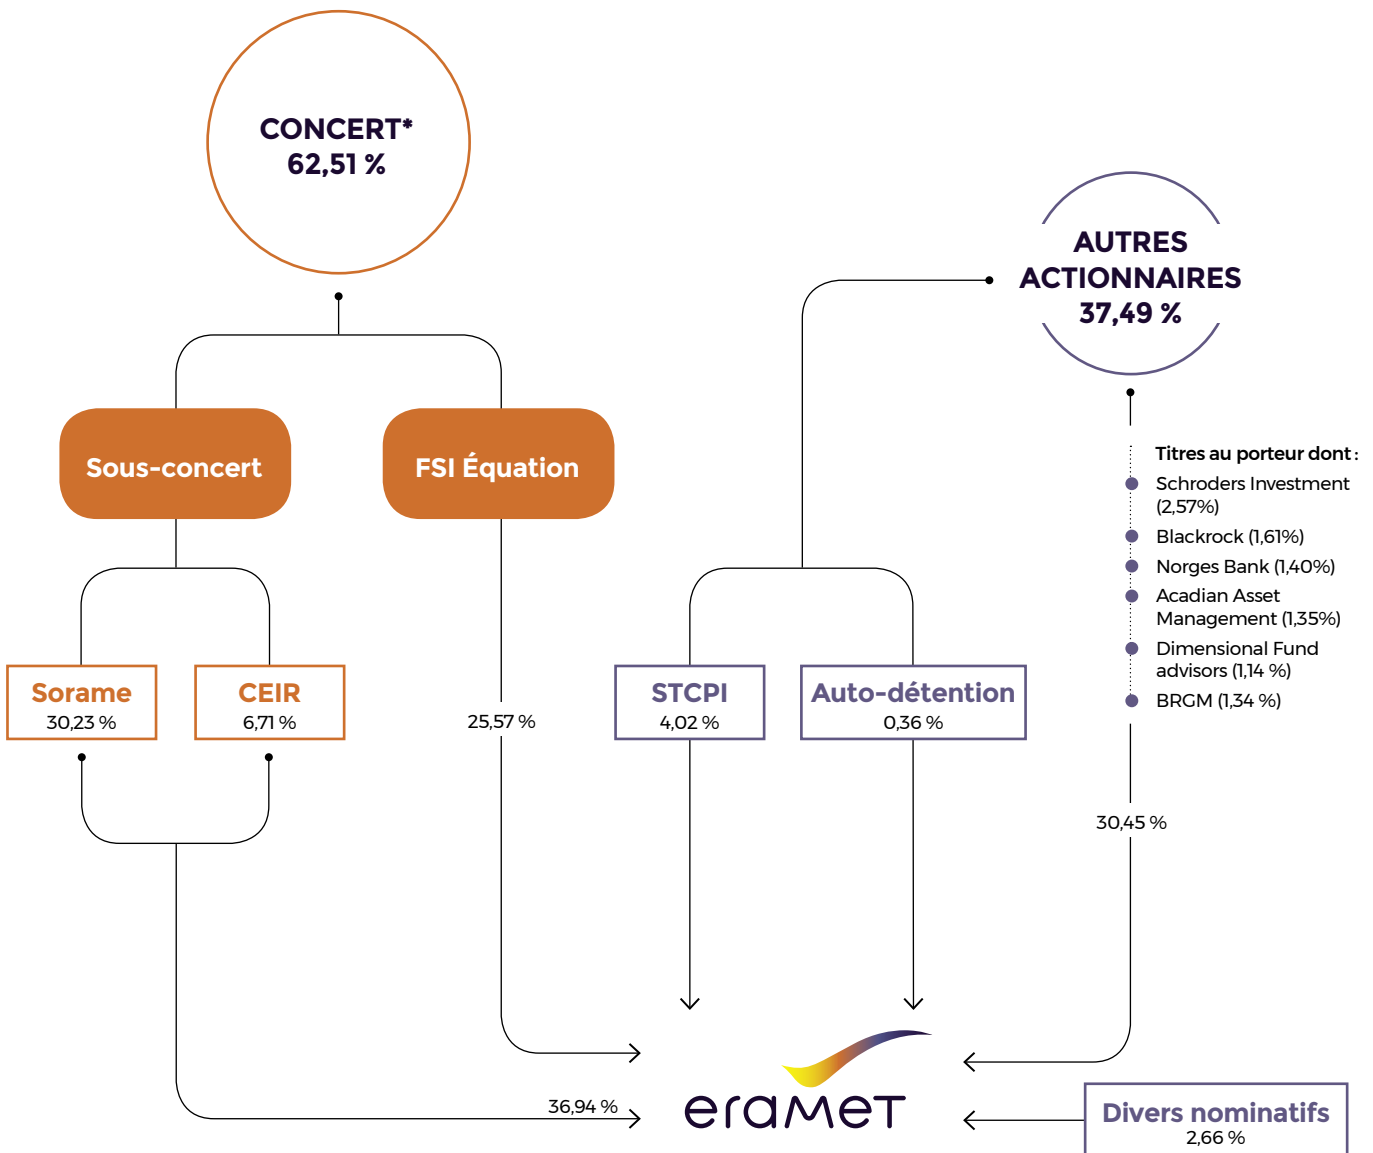 CONCERT*
62,51 %
AUTRES
ACTIONNAIRES
37,49 %
Sous-concert
FSI Équation
Titres au porteur dont :
Schroders Investment
(2,57%)
Blackrock (1,61%)
Norges Bank (1,40%)
Acadian Asset
Management (1,35%)
Dimensional Fund
advisors (1,14 %)
BRGM (1,34 %)
Sorame
30,23 %
CEIR
6,71 %
25,57 %
STCPI
4,02 %
Auto-détention
0,36 %
30,45 %
36,94 %
eramet
Divers nominatifs
2,66 %